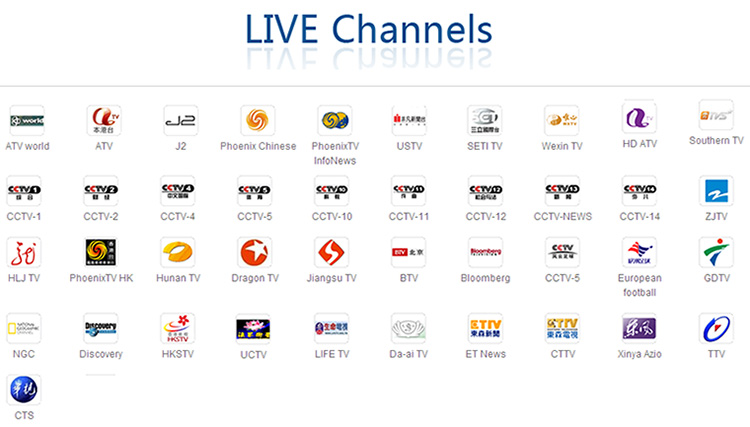 LIVE Channels
ATV world
ATV
J2
Phoenix Chinese
PhoenixTV
InfoNews
USTV
SETI TV
Wexin TV
HD ATV
Southern TV
CCTV-1
CCTV-2
CCTV-4
CCTV-5
CCTV-10
CCTV-11
CCTV-12
CCTV-NEWS
CCTV-14
ZJTV
HLJ TV
PhoenixTV HK
Hunan TV
Dragon TV
Jiangsu TV
BTV
Bloomberg
CCTV-5
European
football
GDTV
NGC
Discovery
HKSTV
UCTV
LIFE TV
Da-ai TV
ET News
CTTV
Xinya Azio
TTV
CTS